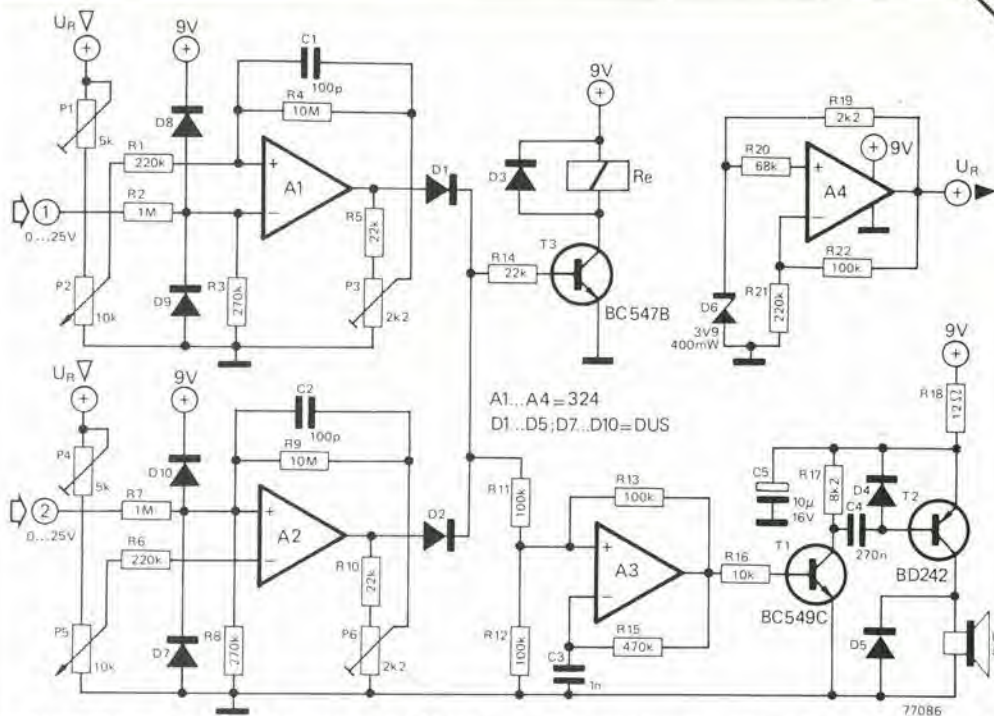 UR
9V
C1
100p
R4
10M
P1
5k
D8
R1
220k
+
A1
D1
R2
1M
-
1
0...25V
R5
22k
P2
10k
D9
R3
270k
P3
2k2
9V
D3
Re
R14
22k
T3
BC547B
R19
2k2
R20
68k
+
9V
A4
UR
-
R22
100k
R21
220k
D6
3V9
400mW
A1...A4=324
D1...D5;D7...D10=DUS
UR
9V
C2
100p
R9
10M
P4
5k
D10
R7
1M
+
A2
D2
2
0...25V
R6
220k
-
R10
22k
P5
10k
D7
R8
270k
P6
2k2
R11
100k
R13
100k
+
A3
-
R12
100k
R15
470k
C3
1n
R16
10k
T1
BC549C
9V
R18
12Ω
C5
10µ
16V
R17
8k2
D4
C4
270n
T2
BD242
D5
77086